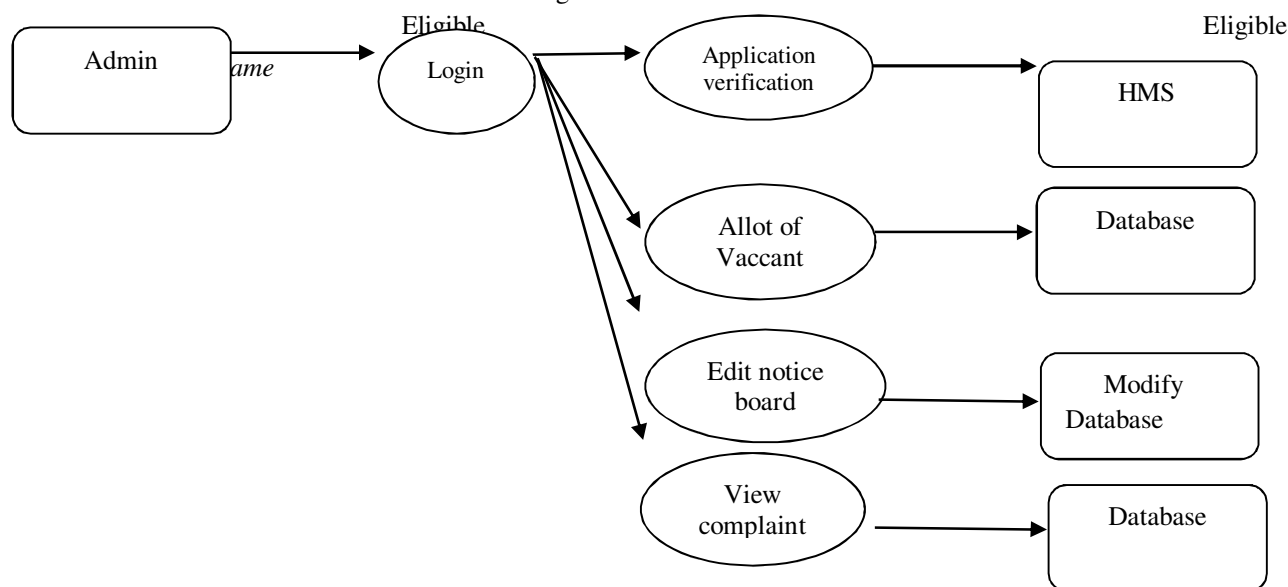 Eligible
Eligible
Admin
ame
Login
Application
verification
HMS
Allot of
Vaccant
Database
Edit notice
board
Modify
Database
View
complaint
Database